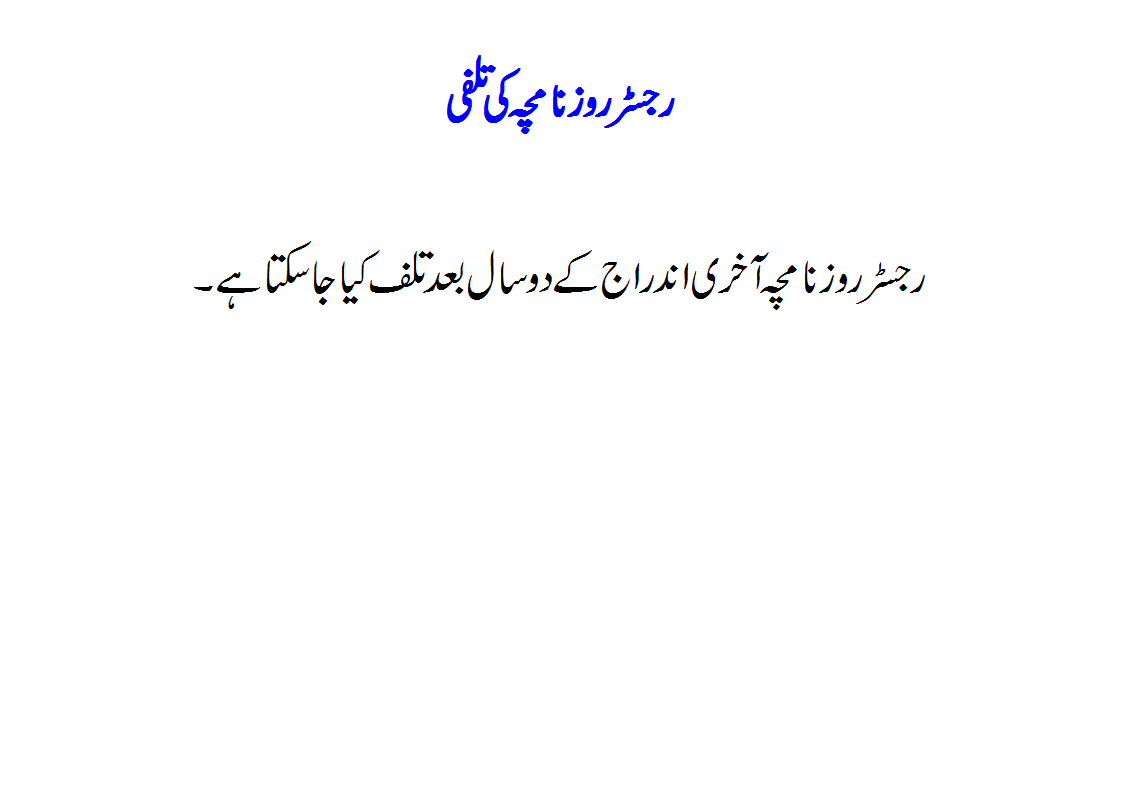 رجسٹر روزنامچہ کی تلفی
رجسٹر روزنامچہ آخری اندراج کے دو سال بعد تلف کیا جا سکتا ہے ۔